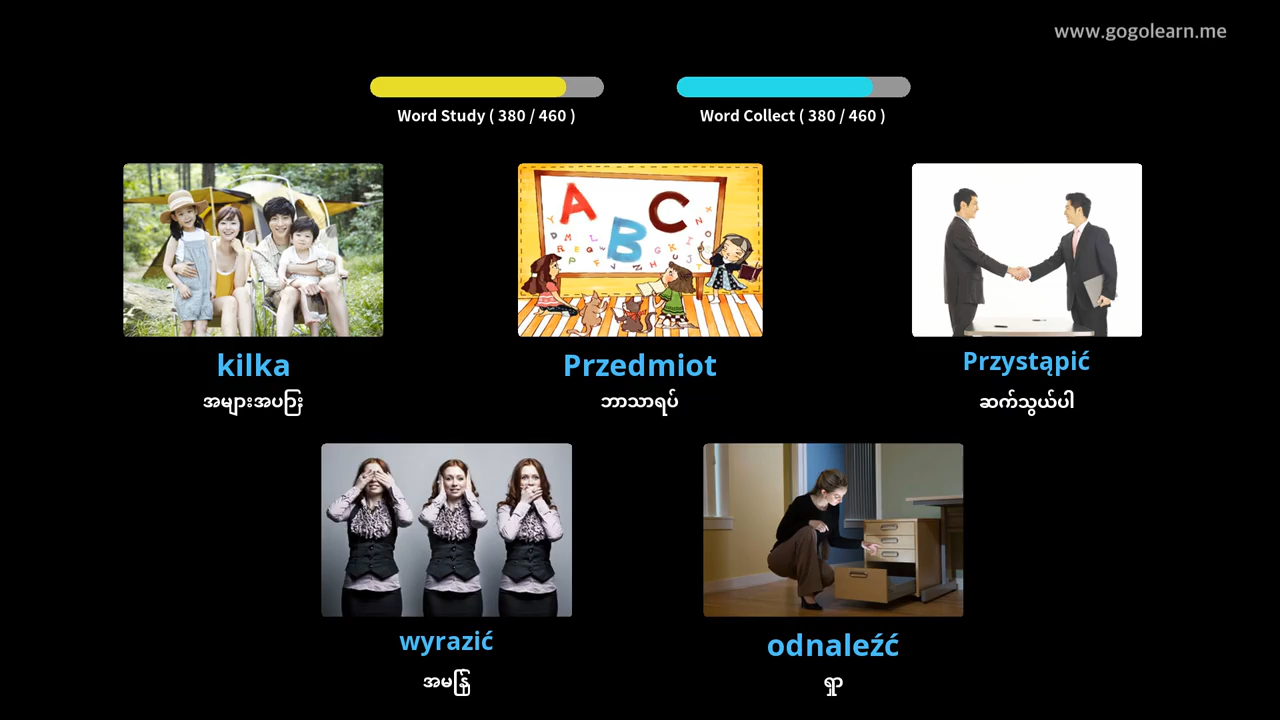 www.gogolearn.me
Word Study ( 380 / 460 )
Word Collect ( 380 / 460 )
A B C
kilka
အများအပြား
Przedmiot
ဘာသာရပ်
Przystąpić
ဆက်သွယ်ပါ
wyrazić
အမြန်
odnaleźć
ရှာ